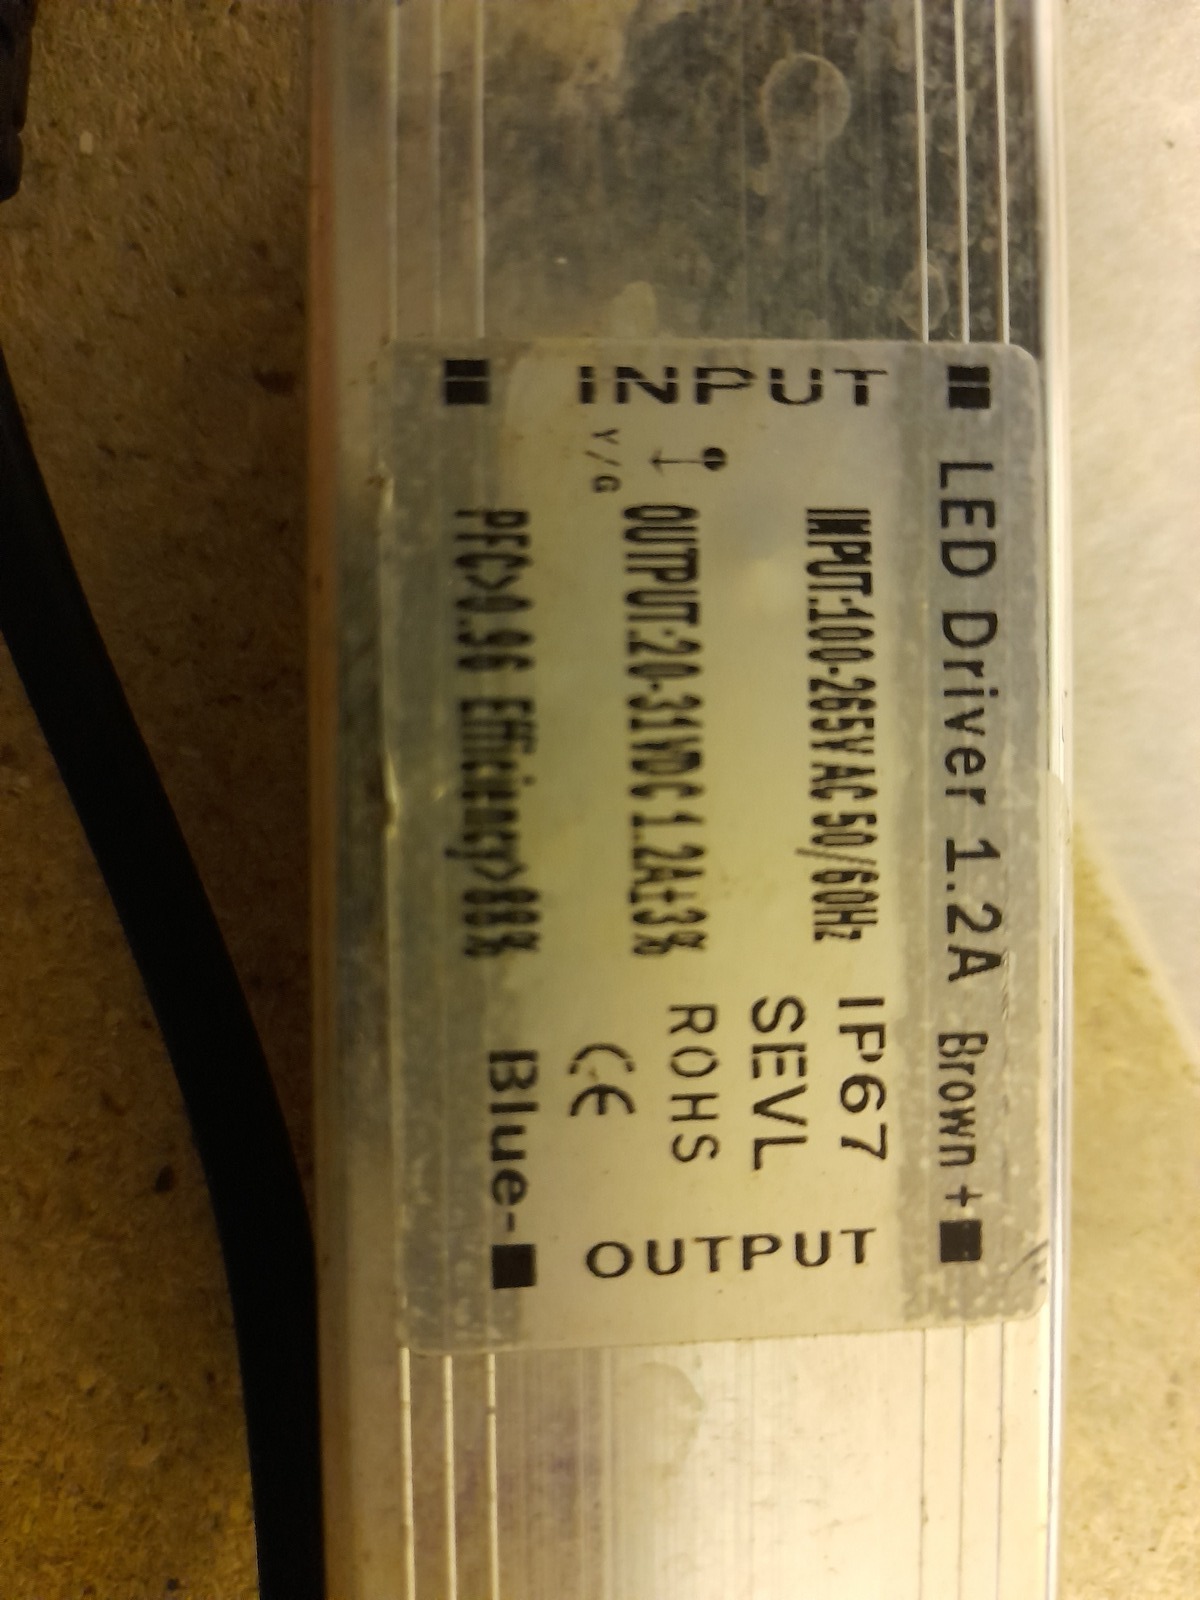 LED Driver 1.2A Brown+
INPUT
INPUT:100-265VAC 50/60Hz
IP67
SEVL
Y/G
OUTPUT:20-31VDC 1.2A±3%
ROHS
CE
PFC>0.96 Efficiency>88%
Blue-
OUTPUT